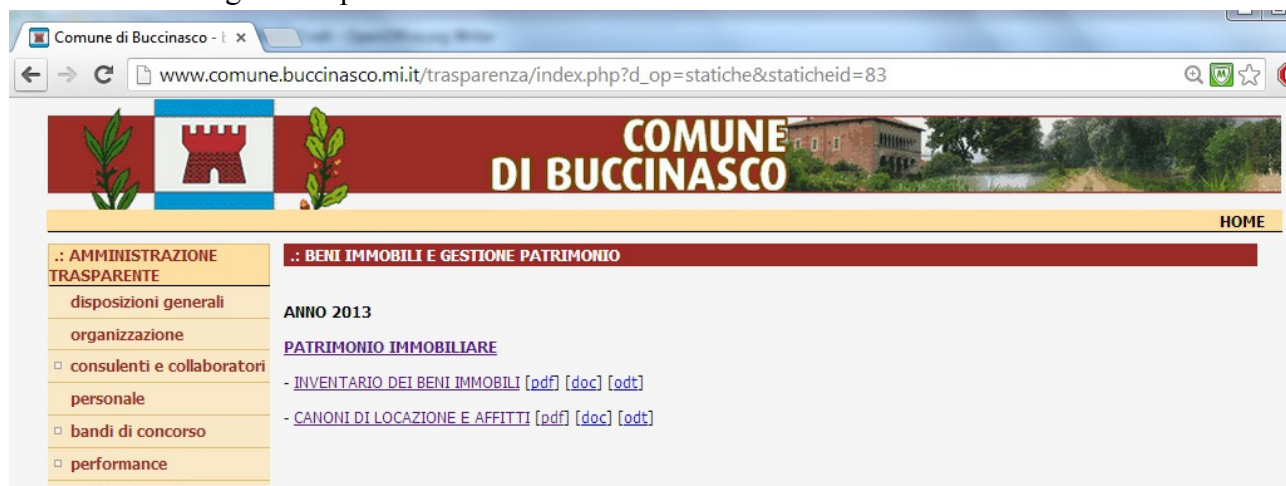 Comune di Buccinasco -
www.comune.buccinasco.mi.it/trasparenza/index.php?d_op=statiche&staticheid=83
COMUNE
DI BUCCINASCO
HOME
.: AMMINISTRAZIONE
TRASPARENTE
disposizioni generali
organizzazione
consulenti e collaboratori
personale
bandi di concorso
performance
.: BENI IMMOBILI E GESTIONE PATRIMONIO
ANNO 2013
PATRIMONIO IMMOBILIARE
- INVENTARIO DEI BENI IMMOBILI [pdf] [doc] [odt]
- CANONI DI LOCAZIONE E AFFITTI [pdf] [doc] [odt]